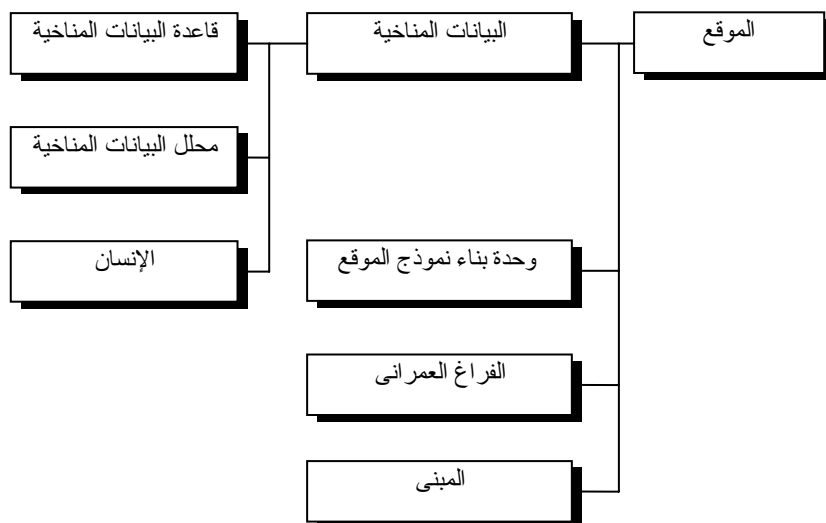 الموقع
البيانات المناخية
قاعدة البيانات المناخية
محلل البيانات المناخية
الإنسان
وحدة بناء نموذج الموقع
الفراغ العمرانى
المبنى